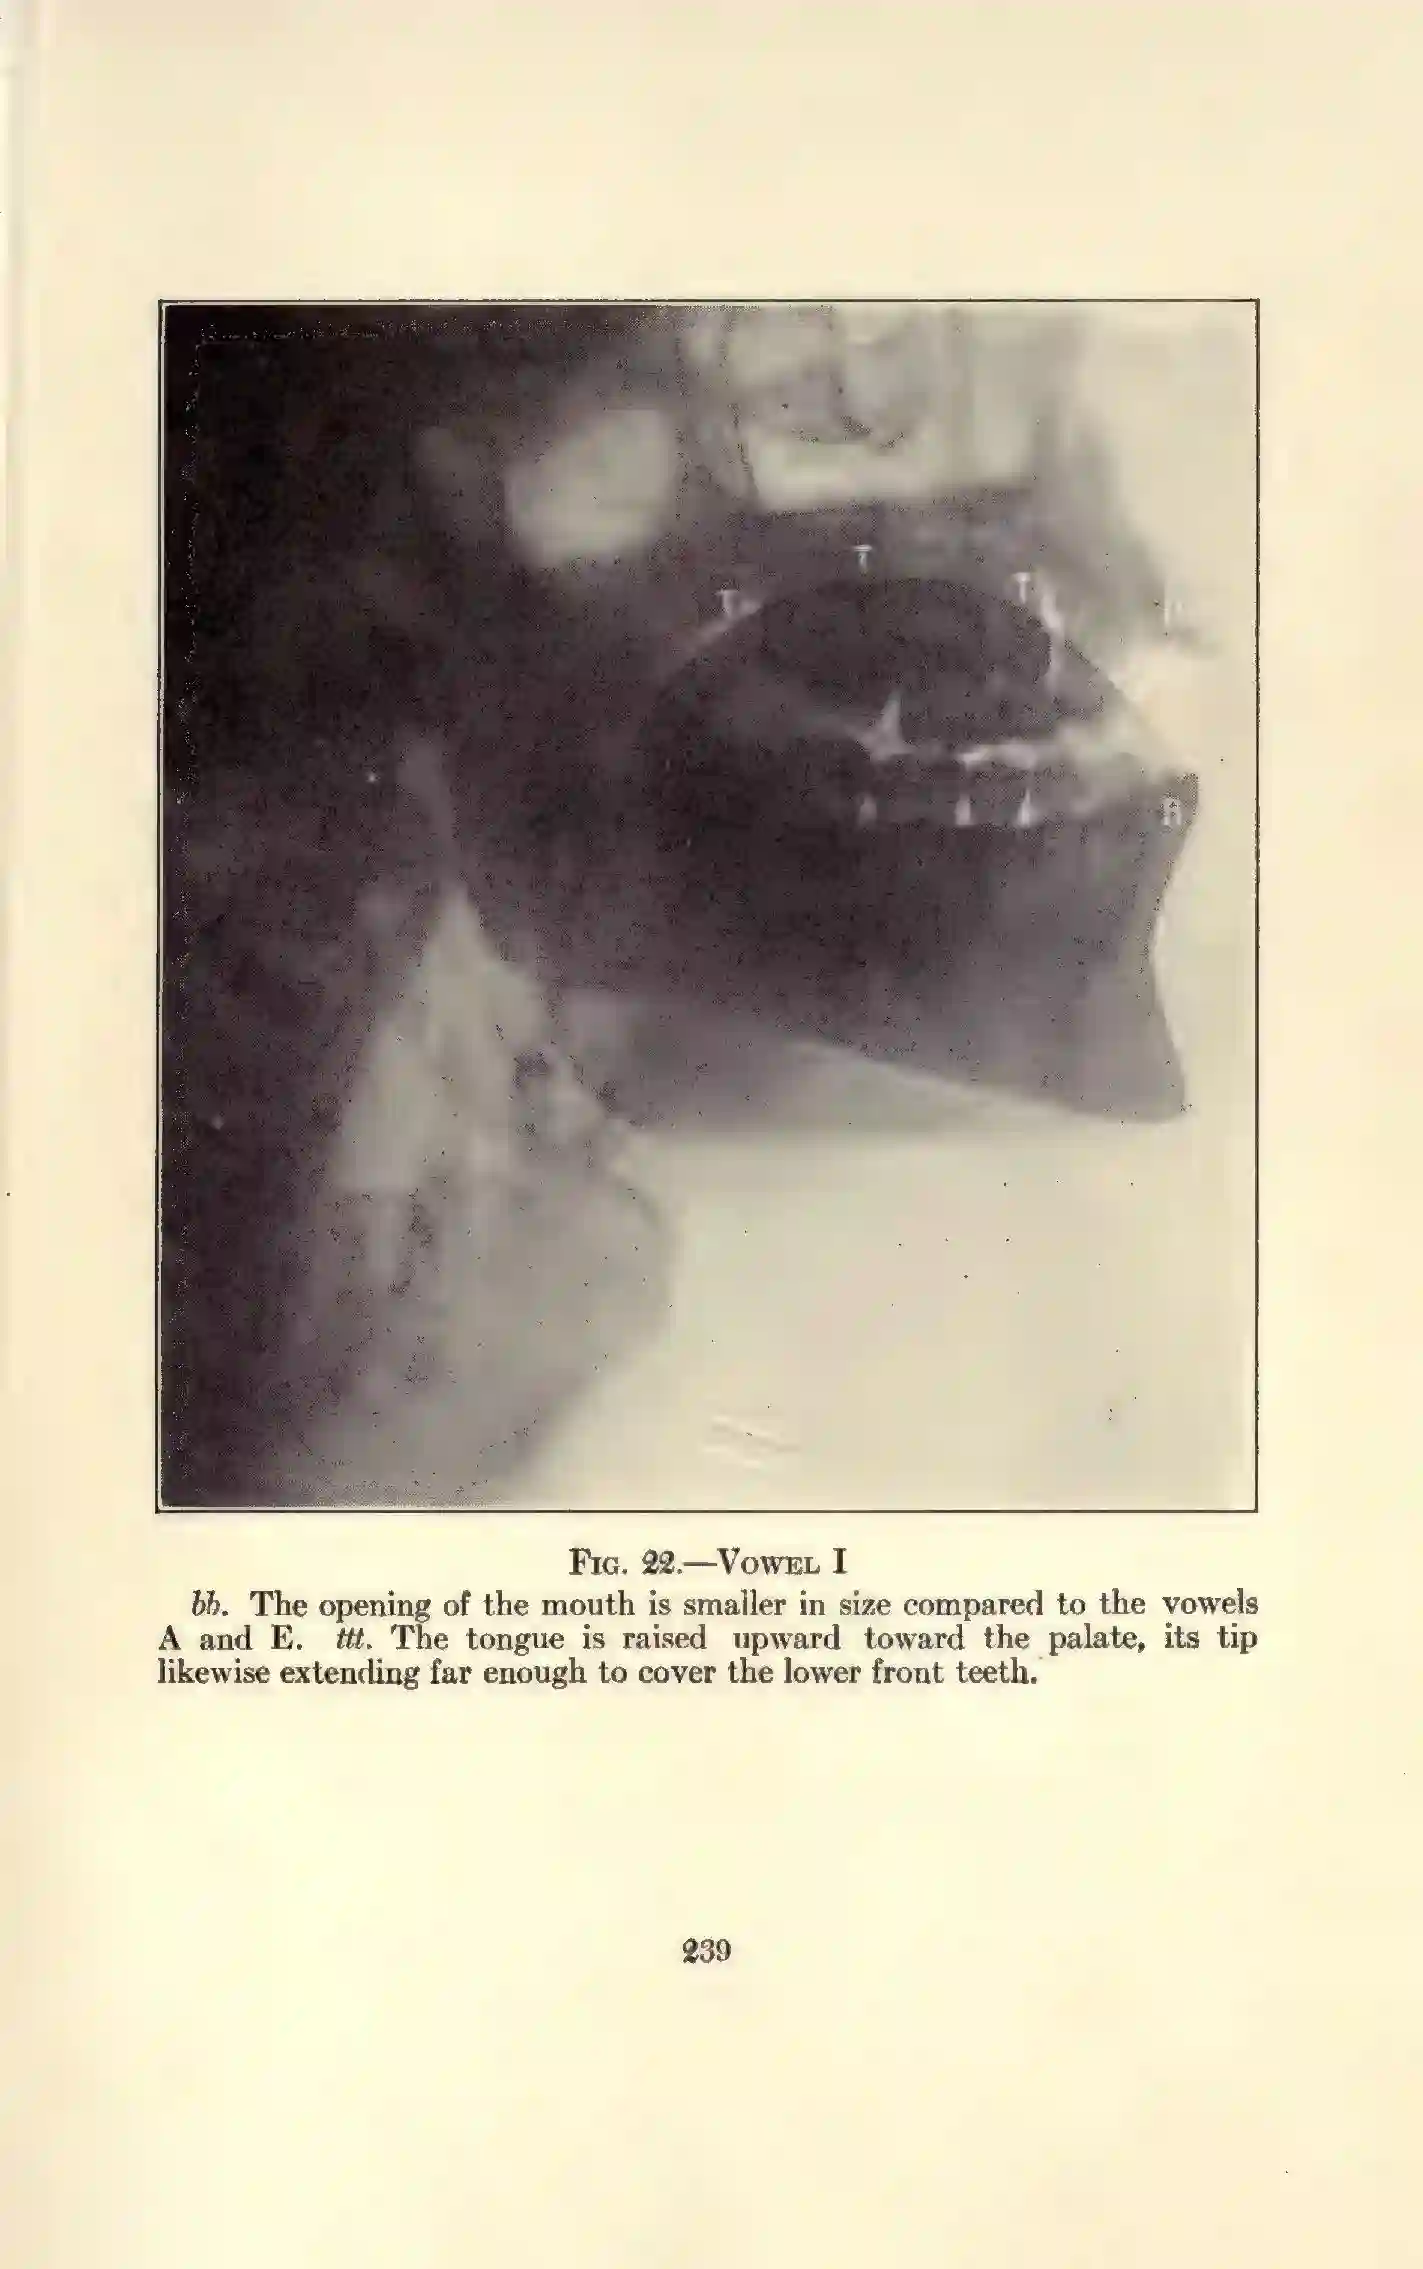 T
T
T
B
FIG. 22.—VOWEL I
bb. The opening of the mouth is smaller in size compared to the vowels
A and E. ttt. The tongue is raised upward toward the palate, its tip
likewise extending far enough to cover the lower front teeth.
239